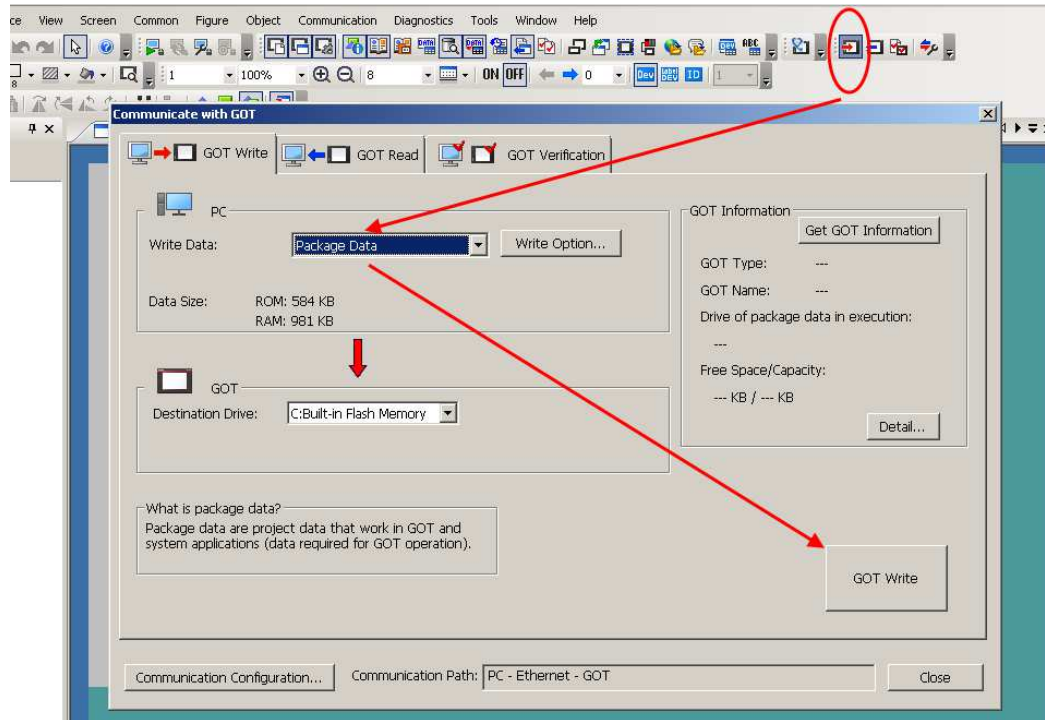 ce View Screen Common Figure Object Communication Diagnostics Tools Window Help
1 100% 8 ON OFF 0 Dev ID 1
8
Communicate with GOT
GOT Write GOT Read GOT Verification
PC
Write Data: Package Data Write Option...
Data Size: ROM: 584 KB
RAM: 981 KB
GOT
Destination Drive: C:Built-in Flash Memory
What is package data?
Package data are project data that work in GOT and
system applications (data required for GOT operation).
GOT Information
Get GOT Information
GOT Type: ---
GOT Name: ---
Drive of package data in execution:
---
Free Space/Capacity:
--- KB / --- KB
Detail...
GOT Write
Communication Configuration... Communication Path: PC - Ethernet - GOT Close